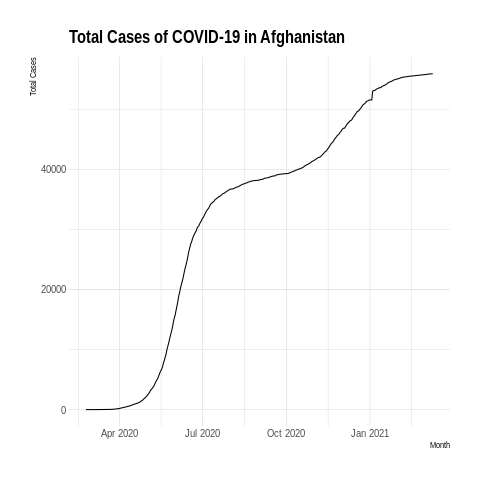 Total Cases of COVID-19 in Afghanistan
Total Cases
40000
20000
0
Apr 2020 Jul 2020 Oct 2020 Jan 2021
Month